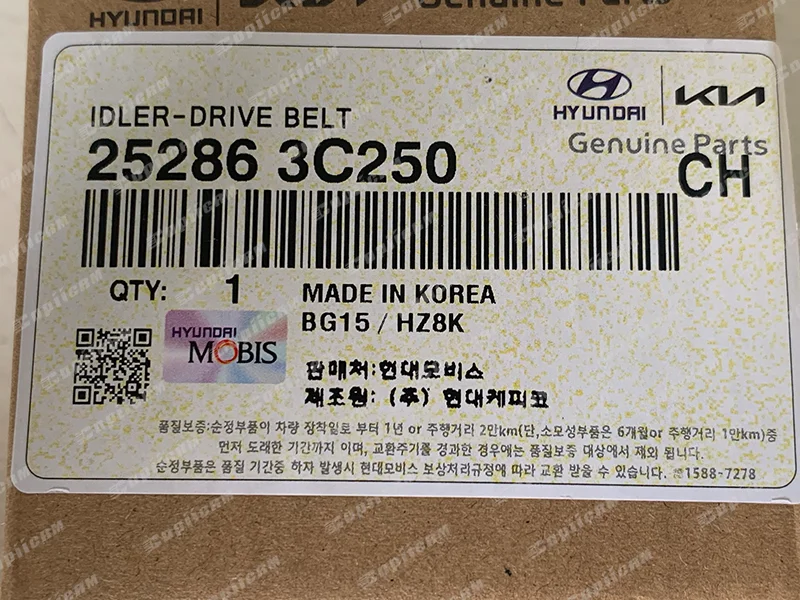 HYUNDAI
Genuine Parts
HYUNDAI
KIA
IDLER-DRIVE BELT
Genuine Parts
25286 3C250
CH
QTY: 1
MADE IN KOREA
BG15 / HZ8K
HYUNDAI
MOBIS
판매처:현대모비스
제조원: (주) 현대케피코
품질보증:순정부품이 차량 장착일로 부터 1년 or 주행거리 2만km(단,소모성부품은 6개월or 주행거리 1만km)중
먼저 도래한 기간까지 이며, 교환주기를 경과한 경우에는 품질보증 대상에서 제외 됩니다.
순정부품은 품질 기간중 하자 발생시 현대모비스 보상처리규정에 따라 교환 받을 수 있습니다. ☎1588-7278